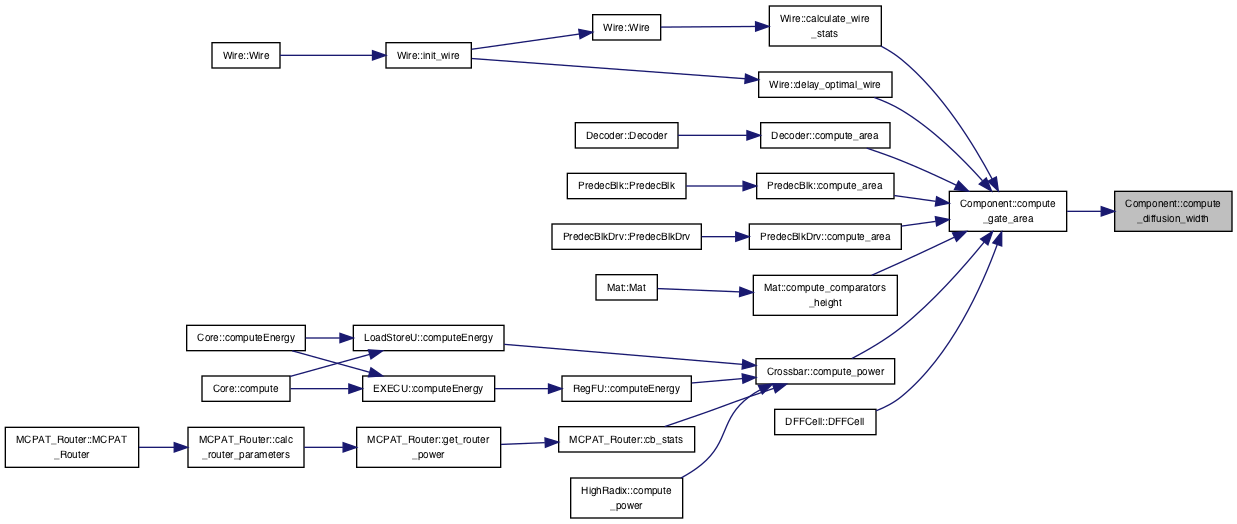 Wire::calculate_wire
_stats
Wire::Wire
Wire::Wire
Wire::init_wire
Wire::delay_optimal_wire
Decoder::Decoder
Decoder::compute_area
PredecBlk::PredecBlk
PredecBlk::compute_area
Component::compute
_gate_area
Component::compute
_diffusion_width
PredecBlkDrv::PredecBlkDrv
PredecBlkDrv::compute_area
Mat::Mat
Mat::compute_comparators
_height
Core::computeEnergy
LoadStoreU::computeEnergy
Crossbar::compute_power
Core::compute
EXECU::computeEnergy
RegFU::computeEnergy
DFFCell::DFFCell
MCPAT_Router::MCPAT
_Router
MCPAT_Router::calc
_router_parameters
MCPAT_Router::get_router
_power
MCPAT_Router::cb_stats
HighRadix::compute
_power